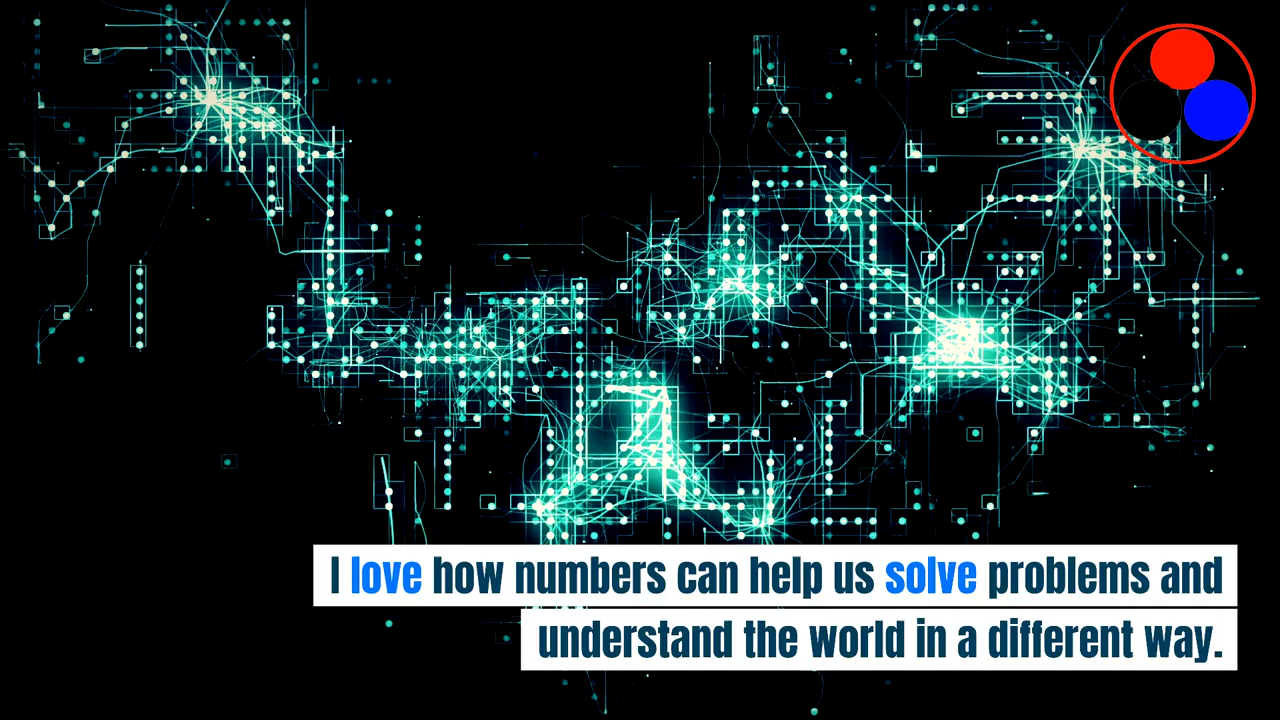 I love how numbers can help us solve problems and
understand the world in a different way.